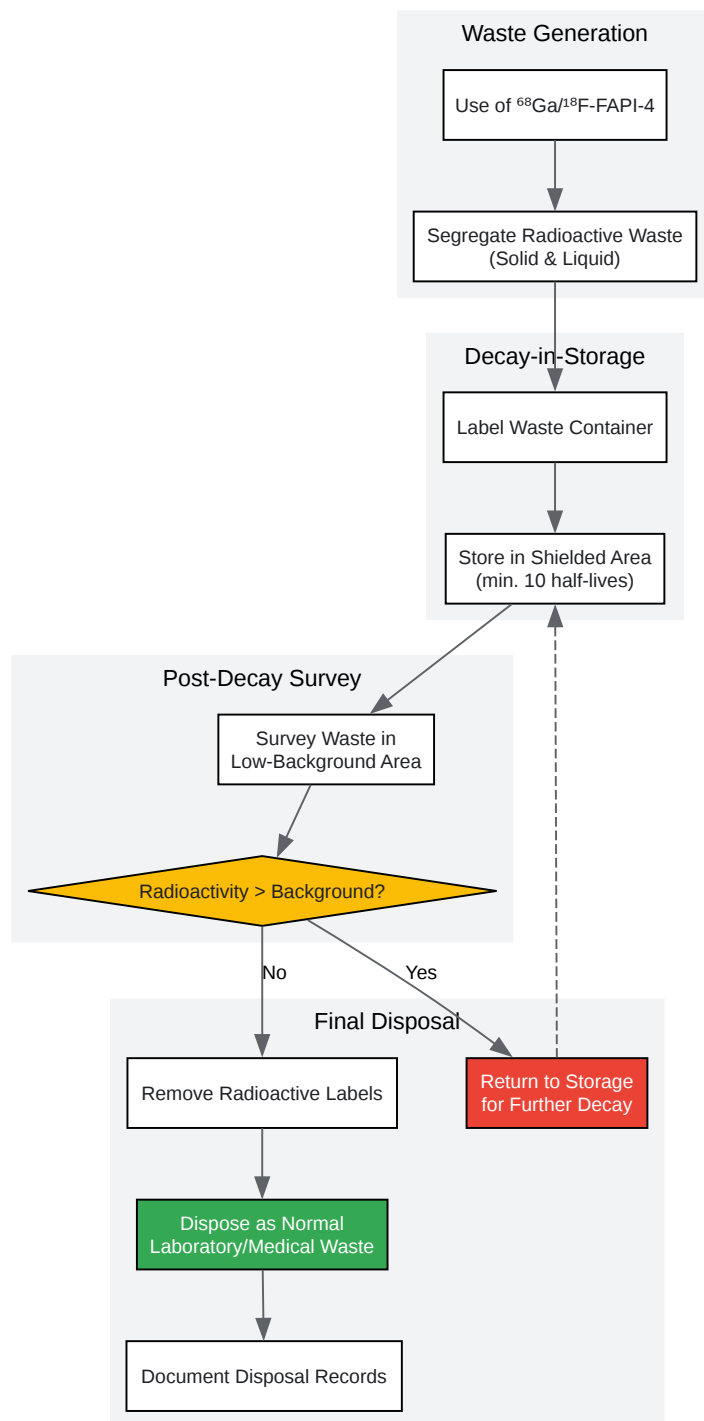 Waste Generation
Use of ⁶⁸Ga/¹⁸F-FAPI-4
Segregate Radioactive Waste
(Solid & Liquid)
Decay-in-Storage
Label Waste Container
Store in Shielded Area
(min. 10 half-lives)
Post-Decay Survey
Survey Waste in
Low-Background Area
Radioactivity > Background?
No
Yes
Final Disposal
Remove Radioactive Labels
Return to Storage
for Further Decay
Dispose as Normal
Laboratory/Medical Waste
Document Disposal Records